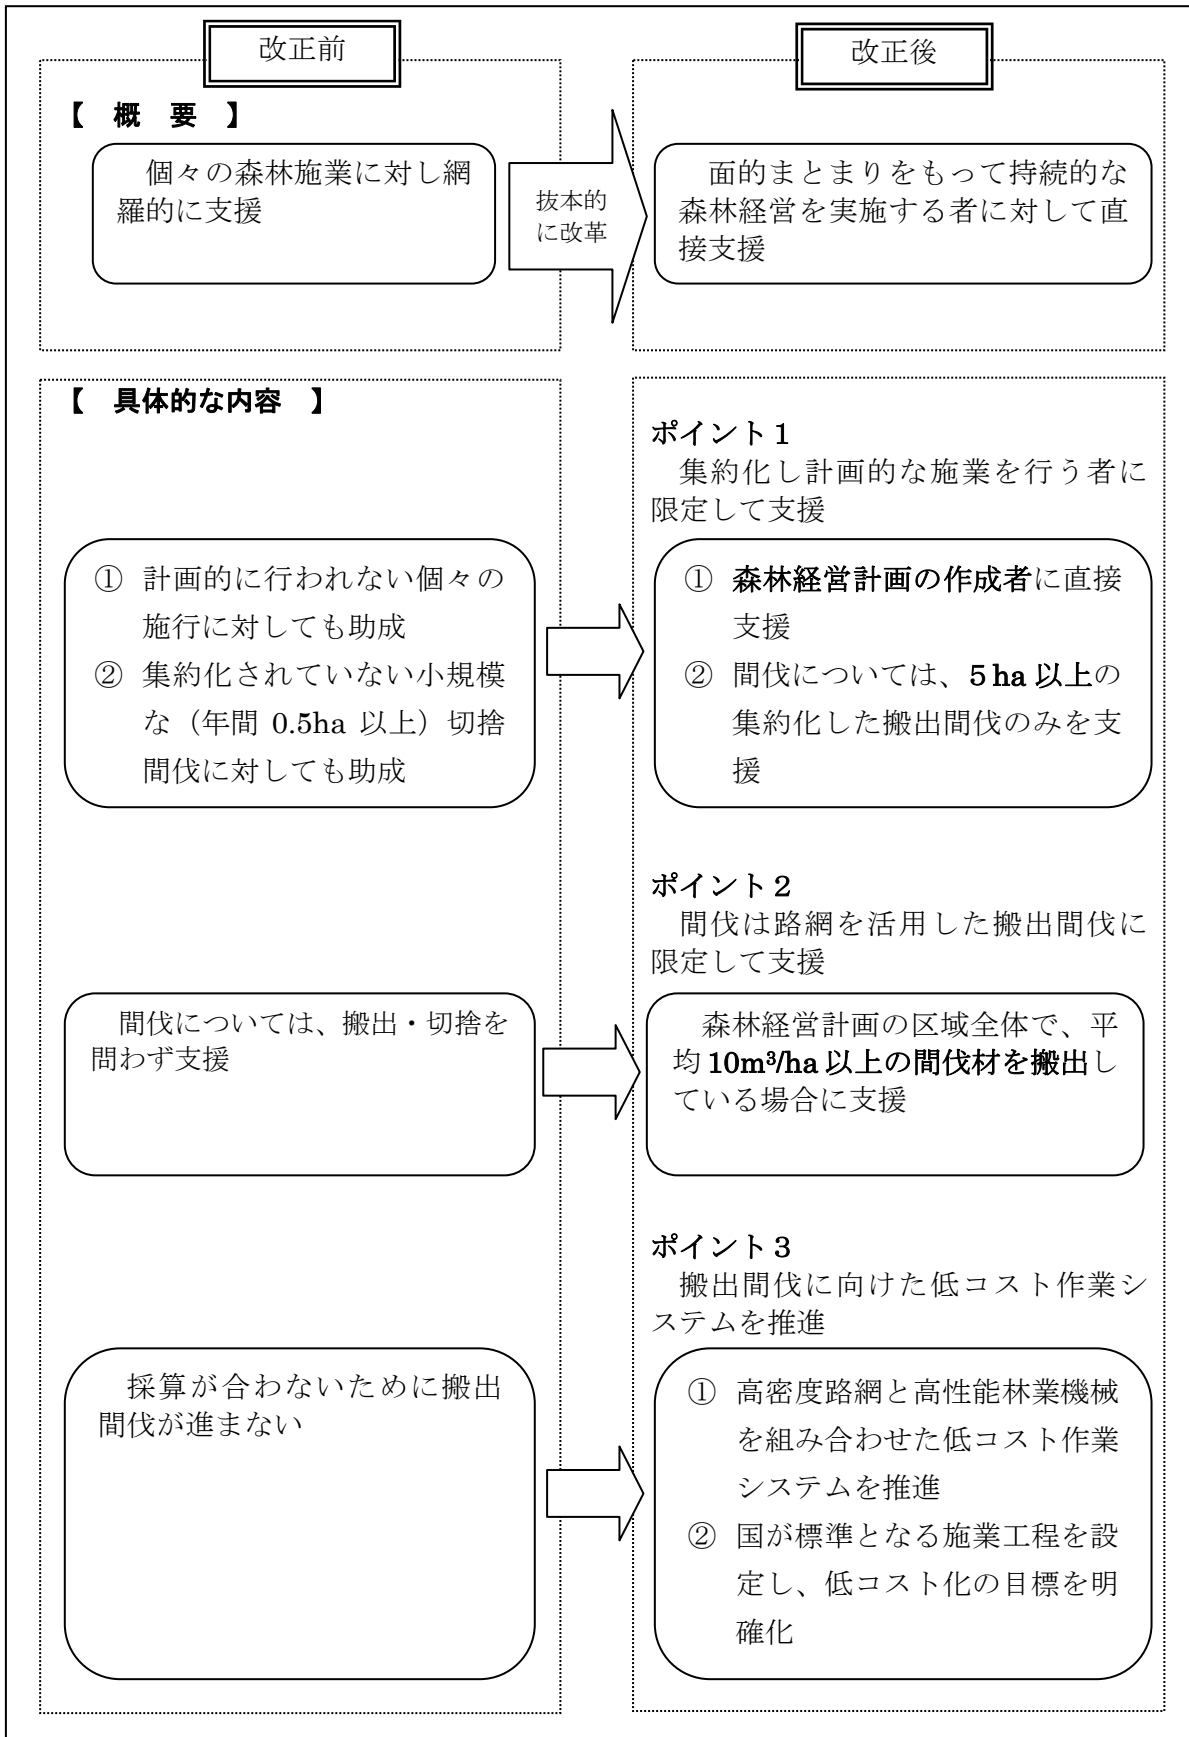 改正前
改正後
【　概　要　】
個々の森林施業に対し網
羅的に支援
抜本的
に改革
面的まとまりをもって持続的な
森林経営を実施する者に対して直
接支援
【　具体的な内容　】
ポイント１
集約化し計画的な施業を行う者に
限定して支援
① 計画的に行われない個々の
施行に対しても助成
② 集約化されていない小規模
な（年間 0.5ha 以上）切捨
間伐に対しても助成
① 森林経営計画の作成者に直接
支援
② 間伐については、５ha 以上の
集約化した搬出間伐のみを支
援
ポイント２
間伐は路網を活用した搬出間伐に
限定して支援
間伐については、搬出・切捨を
問わず支援
森林経営計画の区域全体で、平
均 10m³/ha 以上の間伐材を搬出し
ている場合に支援
ポイント３
搬出間伐に向けた低コスト作業シ
ステムを推進
採算が合わないために搬出
間伐が進まない
① 高密度路網と高性能林業機械
を組み合わせた低コスト作業
システムを推進
② 国が標準となる施業工程を設
定し、低コスト化の目標を明
確化